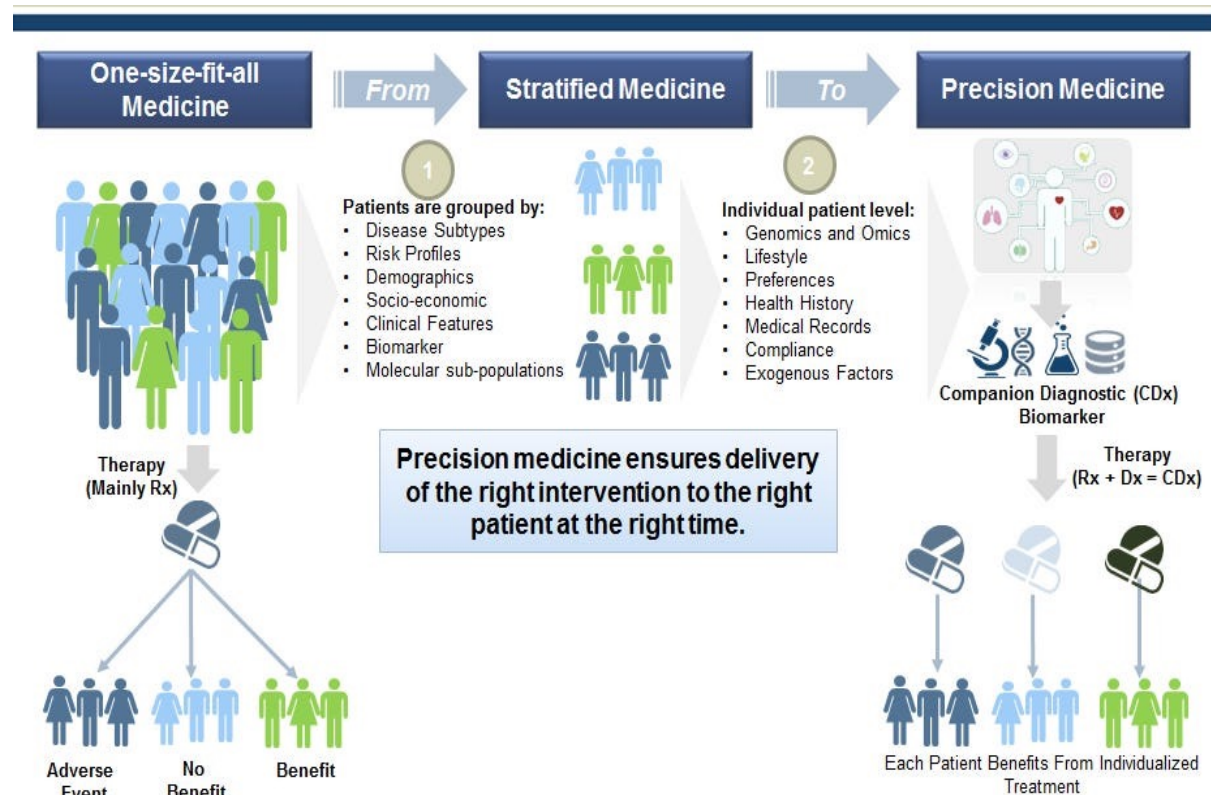 One-size-fit-all
Medicine
From
Stratified Medicine
To
Precision Medicine
1
Patients are grouped by:
• Disease Subtypes
• Risk Profiles
• Demographics
• Socio-economic
• Clinical Features
• Biomarker
• Molecular sub-populations
2
Individual patient level:
• Genomics and Omics
• Lifestyle
• Preferences
• Health History
• Medical Records
• Compliance
• Exogenous Factors
Companion Diagnostic (CDx)
Biomarker
Therapy
(Mainly Rx)
Precision medicine ensures delivery
of the right intervention to the right
patient at the right time.
Therapy
(Rx + Dx = CDx)
Adverse
Event
No
Benefit
Benefit
Each Patient Benefits From Individualized
Treatment